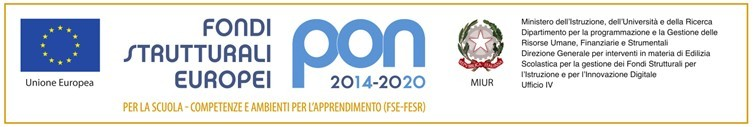 Unione Europea
FONDI
STRUTTURALI
EUROPEI
pon
2014-2020
PER LA SCUOLA - COMPETENZE E AMBIENTI PER L'APPRENDIMENTO (FSE-FESR)
MIUR
Ministero dell'Istruzione, dell'Università e della Ricerca
Dipartimento per la programmazione e la Gestione delle
Risorse Umane, Finanziarie e Strumentali
Direzione Generale per interventi in materia di Edilizia
Scolastica per la gestione dei Fondi Strutturali per
l'Istruzione e per l'Innovazione Digitale
Ufficio IV